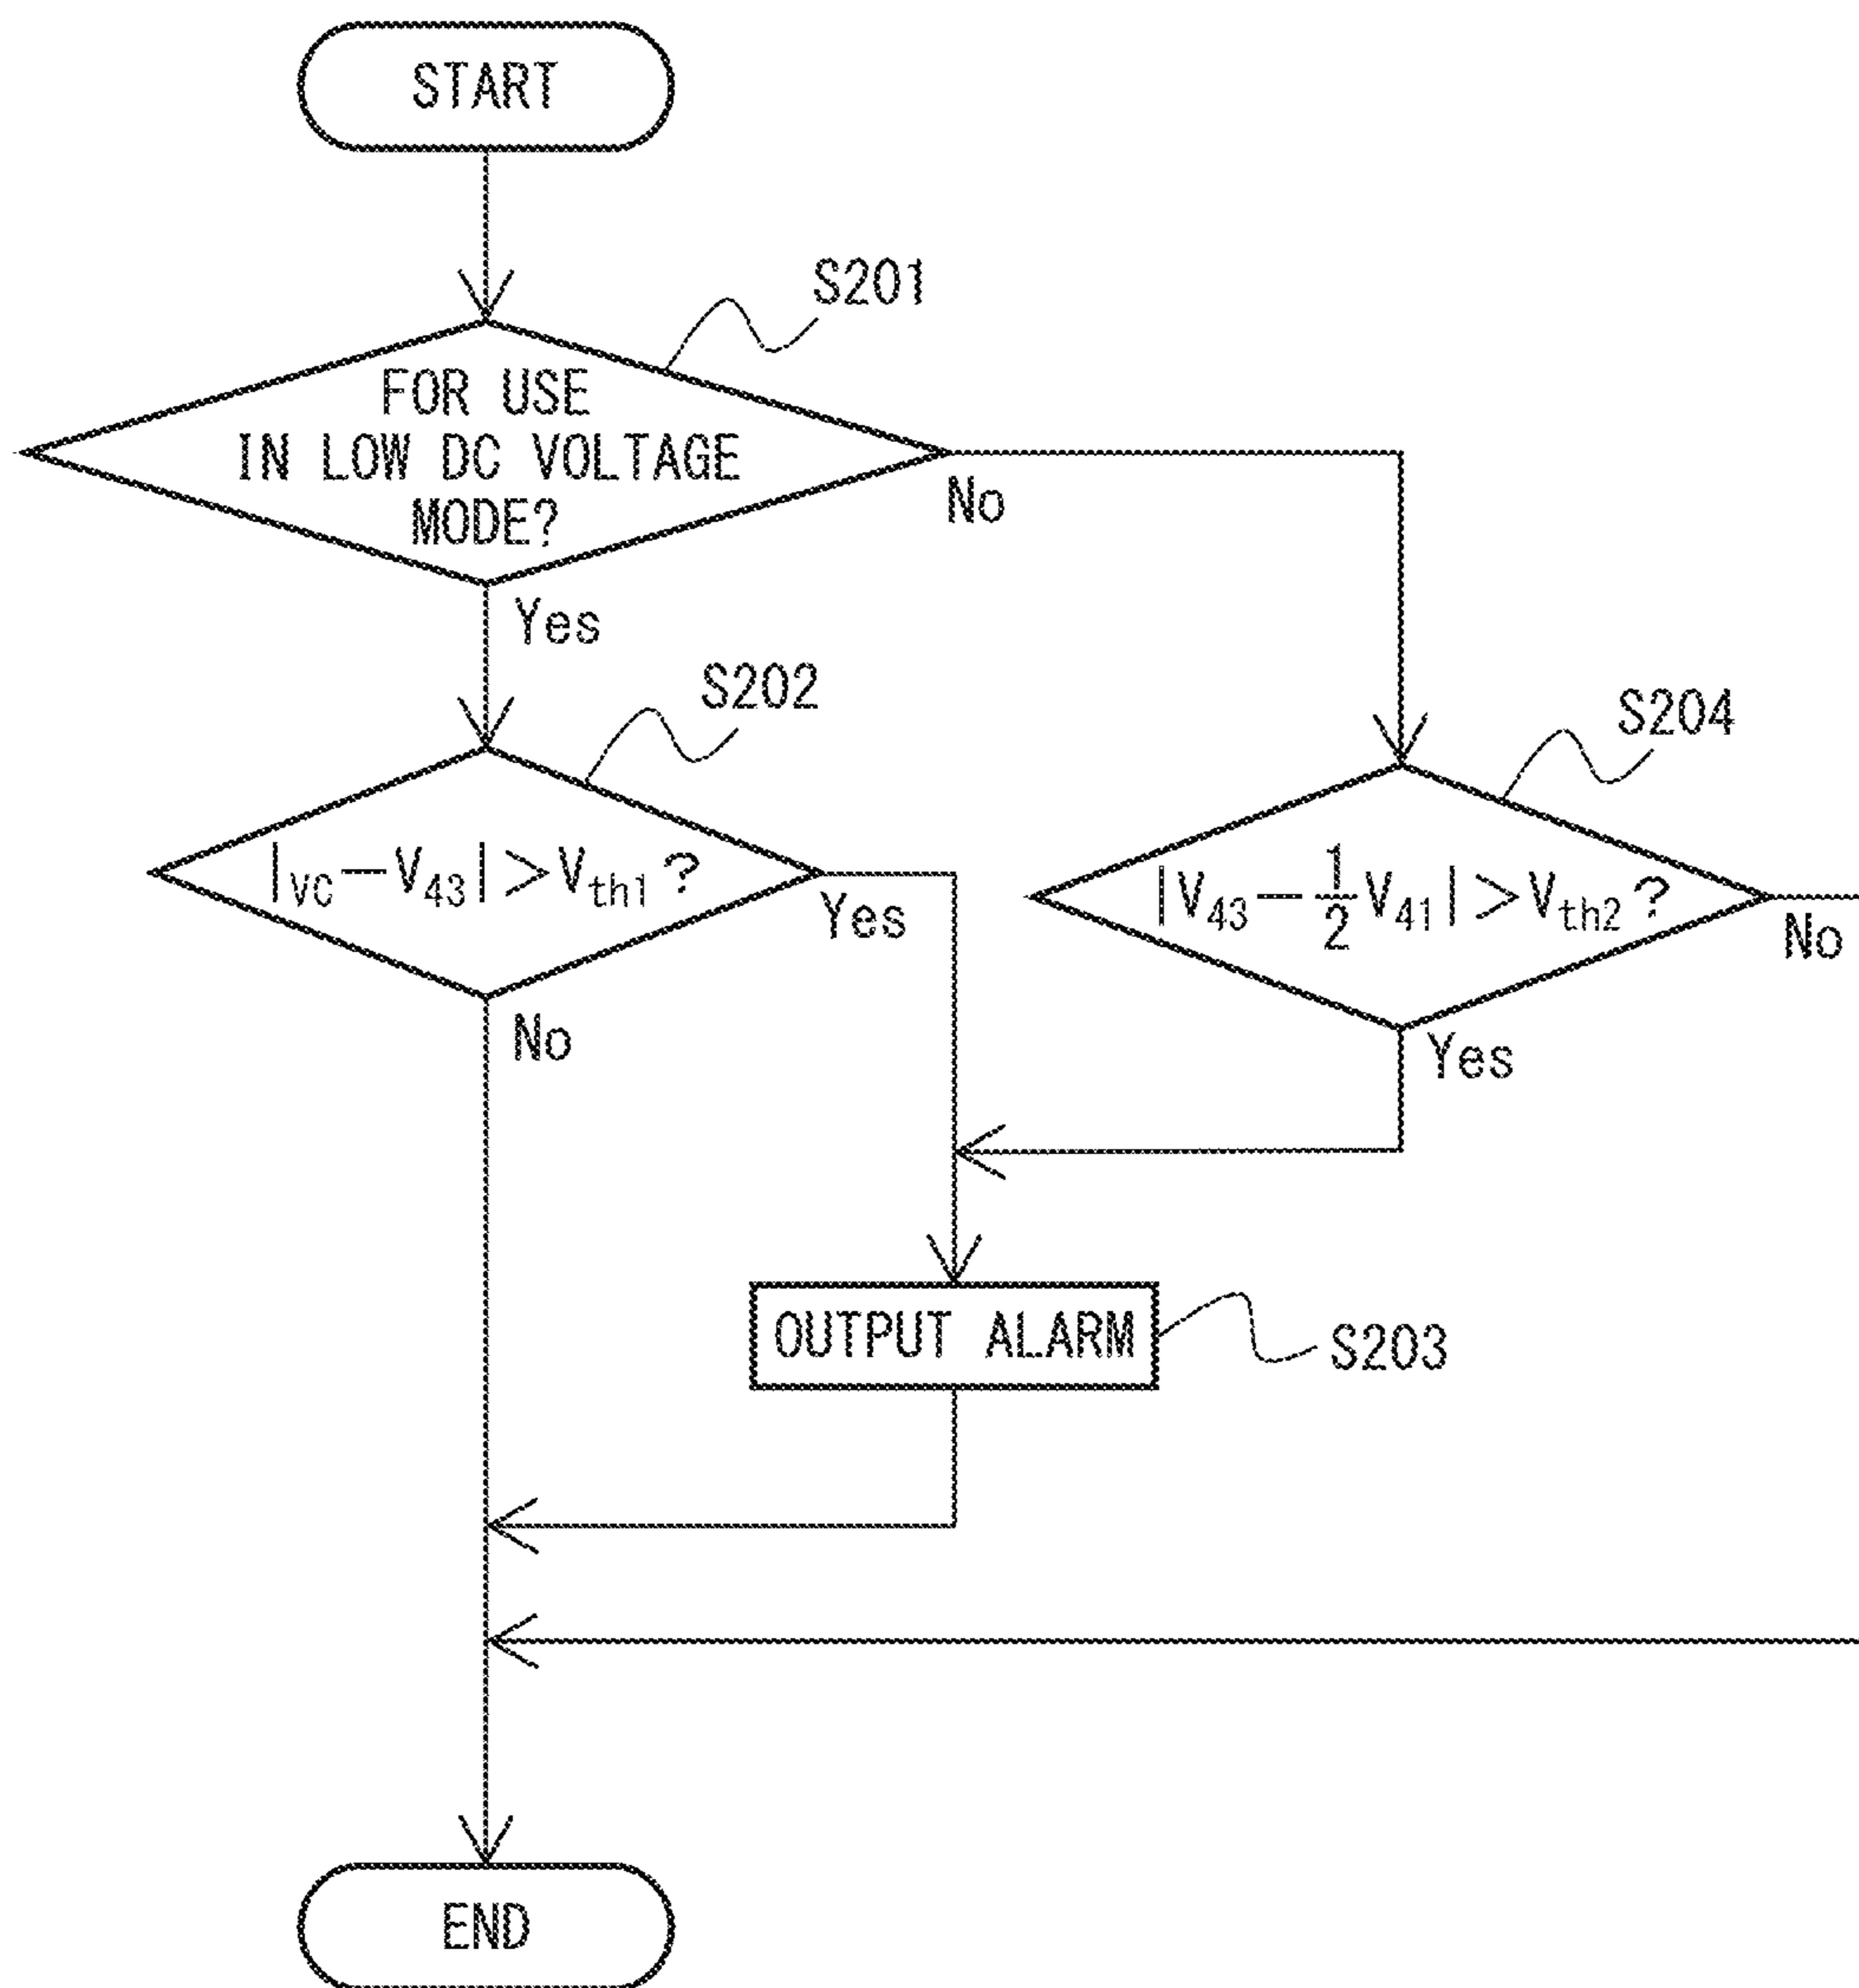 START
S201
FOR USE
IN LOW DC VOLTAGE
MODE?
No
Yes
S202
S204
|VC−V43|>Vth1?
Yes
|V43−1/2V41|>Vth2?
No
No
Yes
OUTPUT ALARM
S203
END